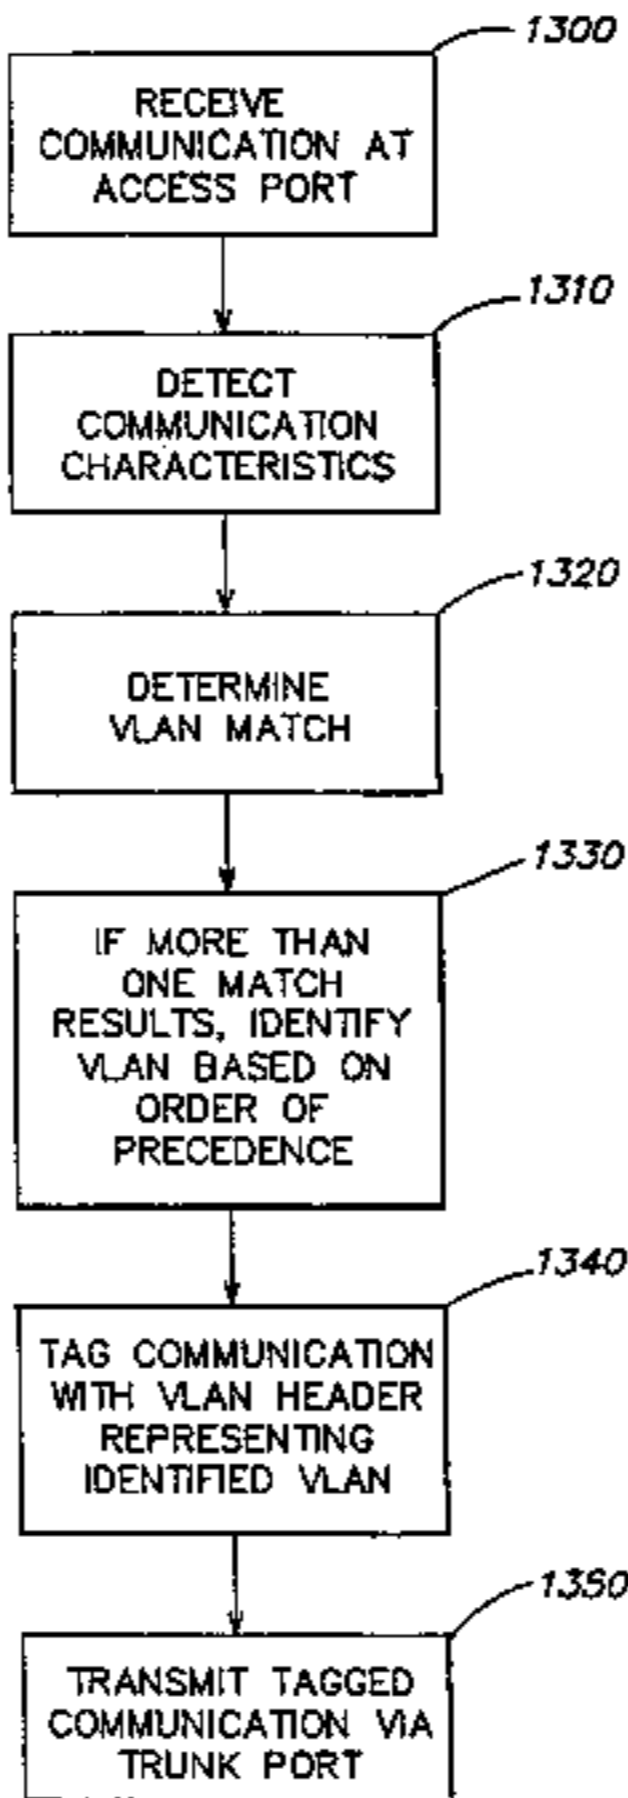 1300
RECEIVE
COMMUNICATION AT
ACCESS PORT
1310
DETECT
COMMUNICATION
CHARACTERISTICS
1320
DETERMINE
VLAN MATCH
1330
IF MORE THAN
ONE MATCH
RESULTS, IDENTIFY
VLAN BASED ON
ORDER OF
PRECEDENCE
1340
TAG COMMUNICATION
WITH VLAN HEADER
REPRESENTING
IDENTIFIED VLAN
1350
TRANSMIT TAGGED
COMMUNICATION VIA
TRUNK PORT